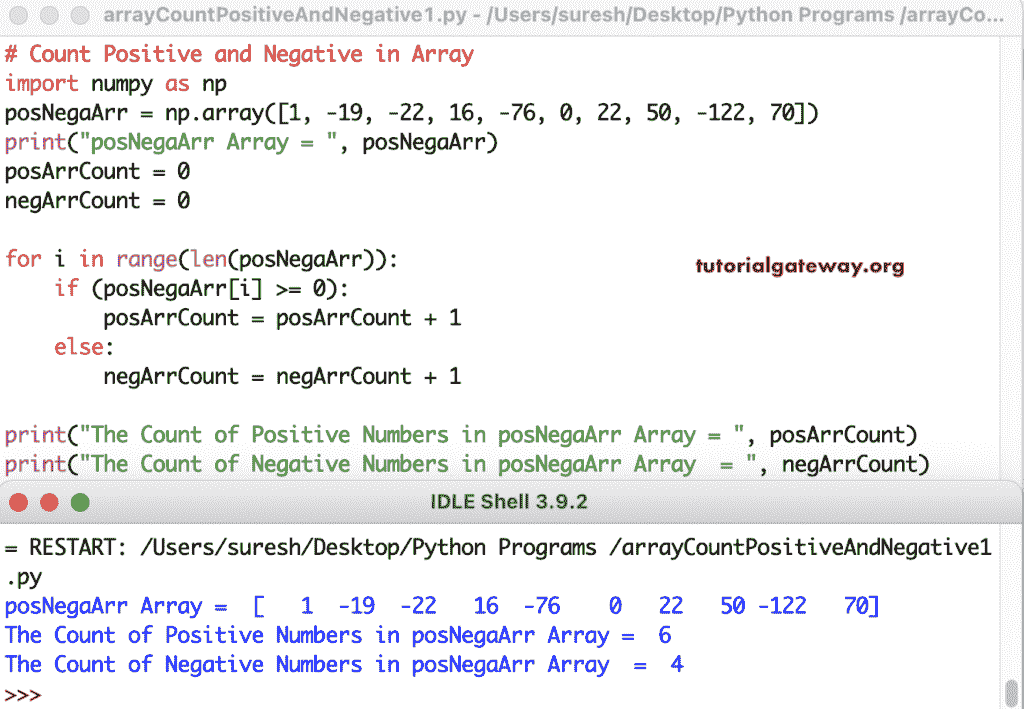 arrayCountPositiveAndNegative1.py - /Users/suresh/Desktop/Python Programs /arrayCo...
# Count Positive and Negative in Array
import numpy as np
posNegaArr = np.array([1, -19, -22, 16, -76, 0, 22, 50, -122, 70])
print("posNegaArr Array = ", posNegaArr)
posArrCount = 0
negArrCount = 0
for i in range(len(posNegaArr)):
    if (posNegaArr[i] >= 0):
        posArrCount = posArrCount + 1
    else:
        negArrCount = negArrCount + 1
tutorialgateway.org
print("The Count of Positive Numbers in posNegaArr Array = ", posArrCount)
print("The Count of Negative Numbers in posNegaArr Array  = ", negArrCount)
IDLE Shell 3.9.2
= RESTART: /Users/suresh/Desktop/Python Programs /arrayCountPositiveAndNegative1
.py
posNegaArr Array =  [   1  -19  -22   16  -76    0   22   50 -122   70]
The Count of Positive Numbers in posNegaArr Array =  6
The Count of Negative Numbers in posNegaArr Array  =  4
>>>